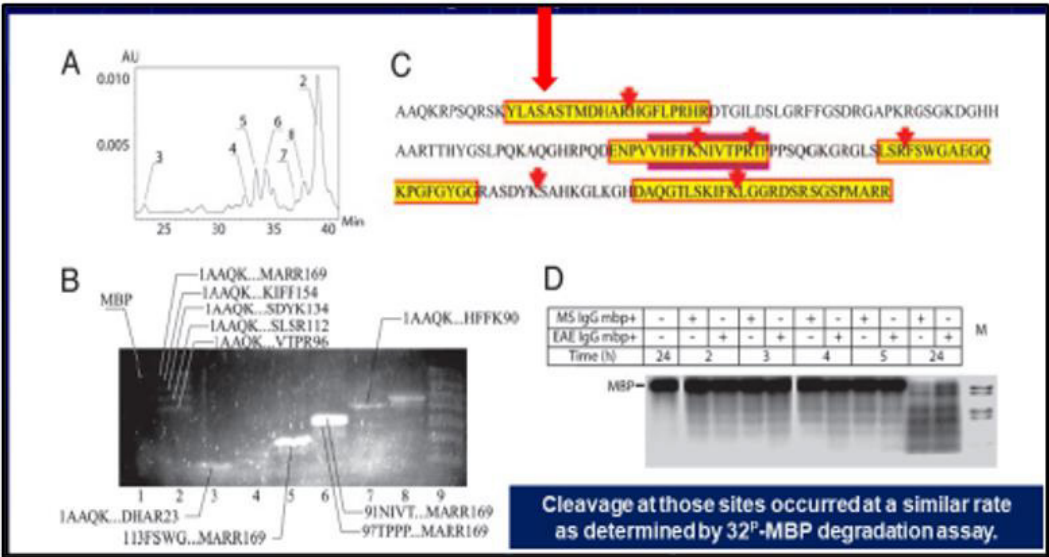 A
AU
0.010
0.005
2
3
4
5
6
8
7
25
30
35
40
Min
C
AAQKRPSQRSKYLASASTMDHARHGFLPRHRDTGILDSLGRFFGSDRGAPKRGSGKDGHH
AARTTHYGSLPQKAQGHRPQDENPVVHFFKNIVTPRTPPPSQGKGRGLSLSRFSWGAEGQ
KPGFGYGGRASDYKSAHKGLKGHDAQGTLSKIFKLGGRDSRSGSPMARR
B
MBP
1AAQK...MARR169
1AAQK...KIFF154
1AAQK...SDYK134
1AAQK...SLSR112
1AAQK...VTPR96
1AAQK...HFFK90
1 2 3 4 5 6 7 8 9
1AAQK...DHAR23
113FSWG...MARR169
91NIVT...MARR169
97TPPP...MARR169
D
MS IgG mbp+ - + - + - + - + - + -
EAE IgG mbp+ - - + - + - + - + - +
Time (h) 24 2 3 4 5 24
M
MBP
Cleavage at those sites occurred at a similar rate
as determined by 32P-MBP degradation assay.